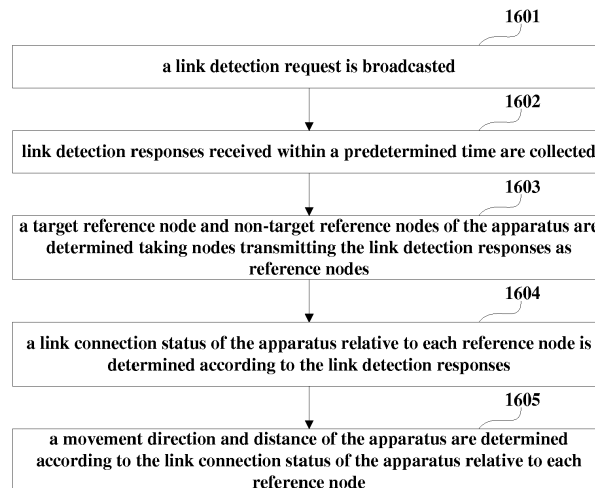 1601
a link detection request is broadcasted
1602
link detection responses received within a predetermined time are collected
1603
a target reference node and non-target reference nodes of the apparatus are
determined taking nodes transmitting the link detection responses as
reference nodes
1604
a link connection status of the apparatus relative to each reference node is
determined according to the link detection responses
1605
a movement direction and distance of the apparatus are determined
according to the link connection status of the apparatus relative to each
reference node